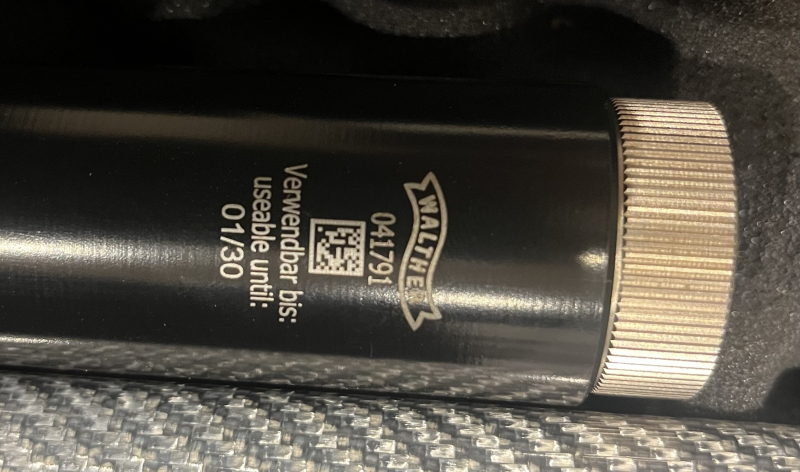 WALTHER
041791
Verwendbar bis:
useable until:
01/30